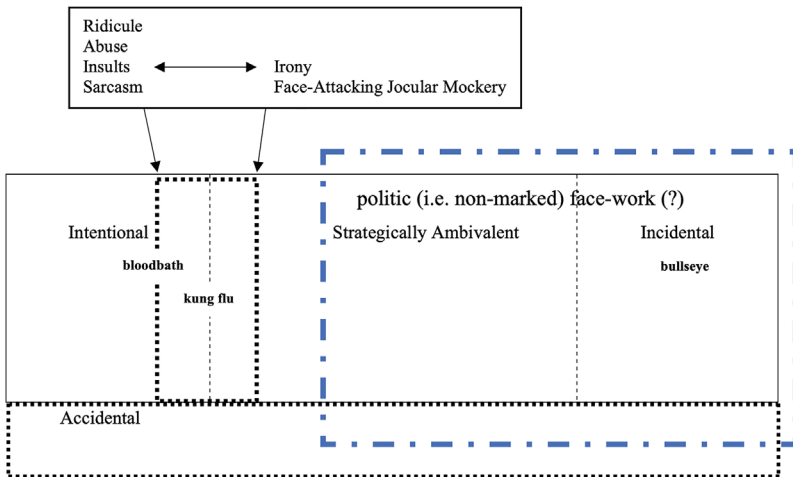 Ridicule
Abuse
Insults Irony
Sarcasm Face-Attacking Jocular Mockery
politic (i.e. non-marked) face-work (?)
Intentional Strategically Ambivalent Incidental
bloodbath bullseye
kung flu
Accidental